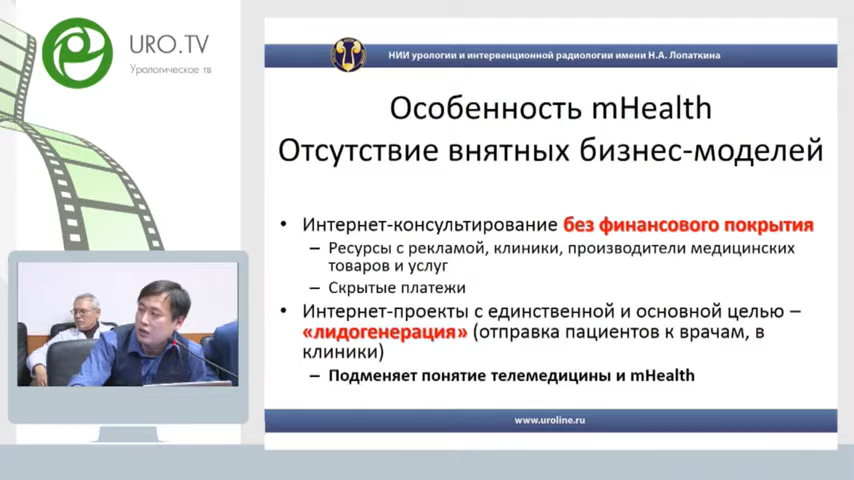 URO.TV
Урологическое тв
НИИ урологии и интервенционной радиологии имени Н.А. Лопаткина
Особенность mHealth
Отсутствие внятных бизнес-моделей
• Интернет-консультирование без финансового покрытия
– Ресурсы с рекламой, клиники, производители медицинских
товаров и услуг
– Скрытые платежи
• Интернет-проекты с единственной и основной целью –
«лидогенерация» (отправка пациентов к врачам, в
клиники)
– Подменяет понятие телемедицины и mHealth
www.uroline.ru